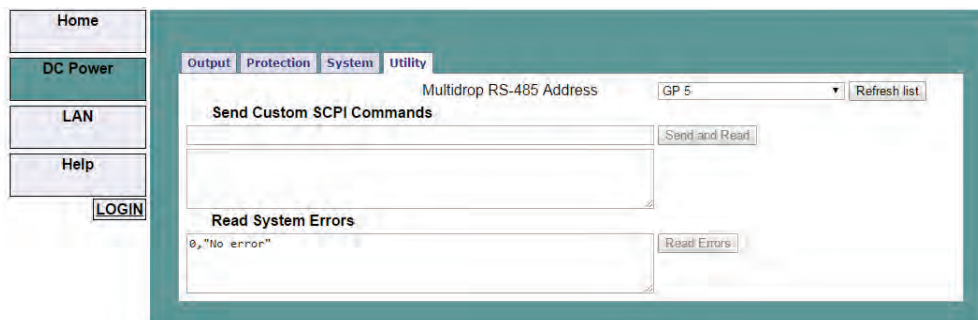 Home
DC Power
LAN
Help
LOGIN
Output Protection System Utility
Multidrop RS-485 Address GP 5 Refresh list
Send Custom SCPI Commands
Send and Read
Read System Errors
0,"No error"
Read Errors